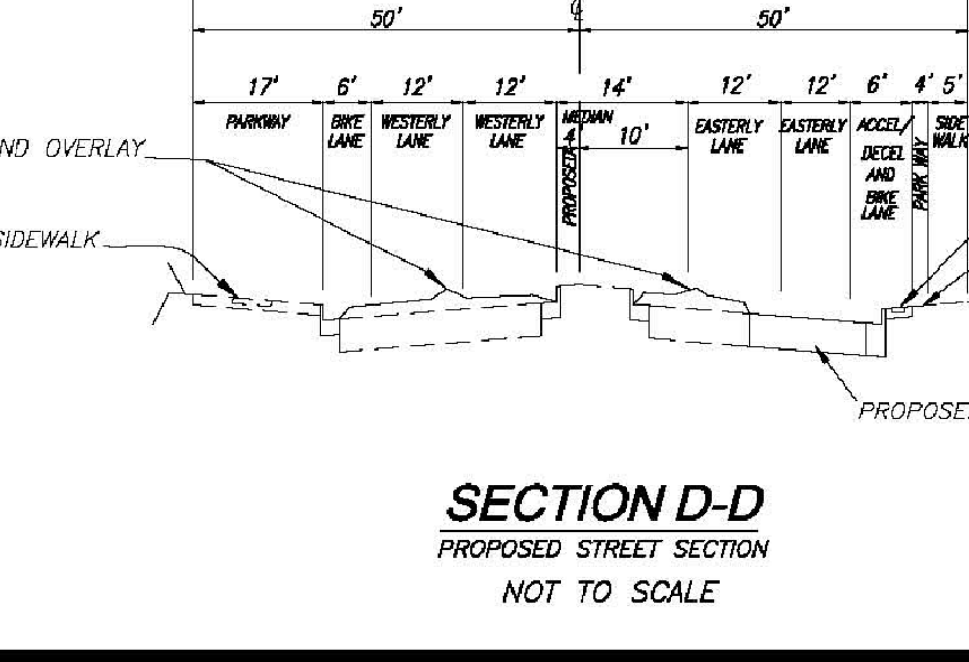 50' ℄ 50'
17' 6' 12' 12' 14' 12' 12' 6' 4' 5'
PARKWAY
BIKE
LANE
WESTERLY
LANE
WESTERLY
LANE
MEDIAN
4'
PROPOSED
10'
EASTERLY
LANE
EASTERLY
LANE
ACCEL/
DECEL
AND
BIKE
LANE
PARK WAY
SIDE
WALK
ND OVERLAY
SIDEWALK
PROPOSE
SECTION D-D
PROPOSED STREET SECTION
NOT TO SCALE